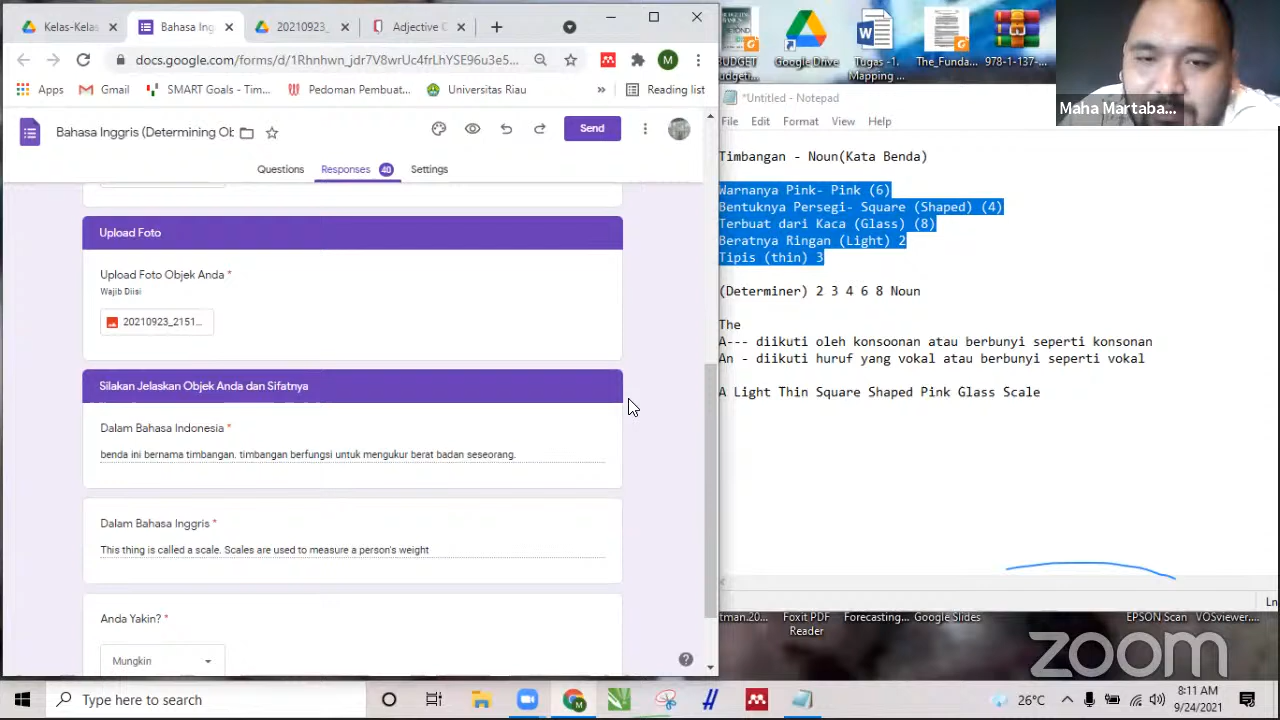 Kelas-Kelas
Bahasa Ing
20210923_
Adjective C
docs.google.com/forms/d/1Rhnhwn_jdr7V8wrUc4frLhYSE96u3e5...
M
Apps
Gmail
SMART Goals - Tim...
Pedoman Pembuat...
Universitas Riau
»
Reading list
Bahasa Inggris (Determining Ob
Send
Questions
Responses 40
Settings
Upload Foto
Upload Foto Objek Anda *
Wajib Diisi
20210923_2151...
Silakan Jelaskan Objek Anda dan Sifatnya
Dalam Bahasa Indonesia *
benda ini bernama timbangan. timbangan berfungsi untuk mengukur berat badan seseorang.
Dalam Bahasa Inggris *
This thing is called a scale. Scales are used to measure a person's weight
Anda Yakin? *
Mungkin
BUDGET
Google Drive
Tugas -1.
Mapping ...
The_Funda...
978-1-137-...
Maha Martaba...
*Untitled - Notepad
File Edit Format View Help
Timbangan - Noun(Kata Benda)
Warnanya Pink- Pink (6)
Bentuknya Persegi- Square (Shaped) (4)
Terbuat dari Kaca (Glass) (8)
Beratnya Ringan (Light) 2
Tipis (thin) 3
(Determiner) 2 3 4 6 8 Noun
The
A--- diikuti oleh konsoonan atau berbunyi seperti konsonan
An - diikuti huruf yang vokal atau berbunyi seperti vokal
A Light Thin Square Shaped Pink Glass Scale
Ln
tman.20...
Foxit PDF
Reader
Forecasting...
Google Slides
EPSON Scan
VOSviewer....
zoom
Type here to search
26°C
8:11 AM
9/24/2021